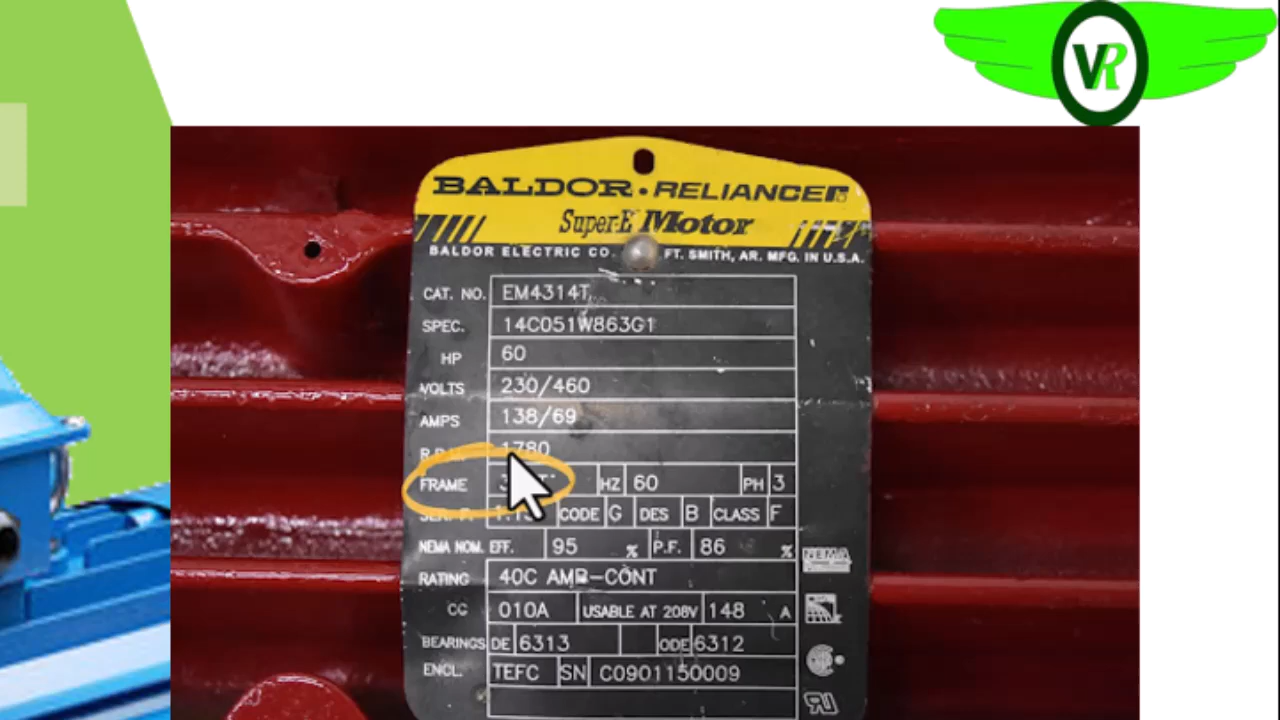 VR
BALDOR • RELIANCER
Super-E Motor
BALDOR ELECTRIC CO. FT. SMITH, AR. MFG. IN U.S.A.
CAT. NO. EM4314T
SPEC. 14C051W863G1
HP 60
VOLTS 230/460
AMPS 138/69
1780
FRAME HZ 60 PH 3
CODE G DES B CLASS F
NEMA NOM. EFF. 95 % P.F. 86 %
NEMA
RATING 40C AMB-CONT
CC 010A USABLE AT 208V 148 A
BEARINGS DE 6313 ODE 6312
ENCL. TEFC SN C0901150009